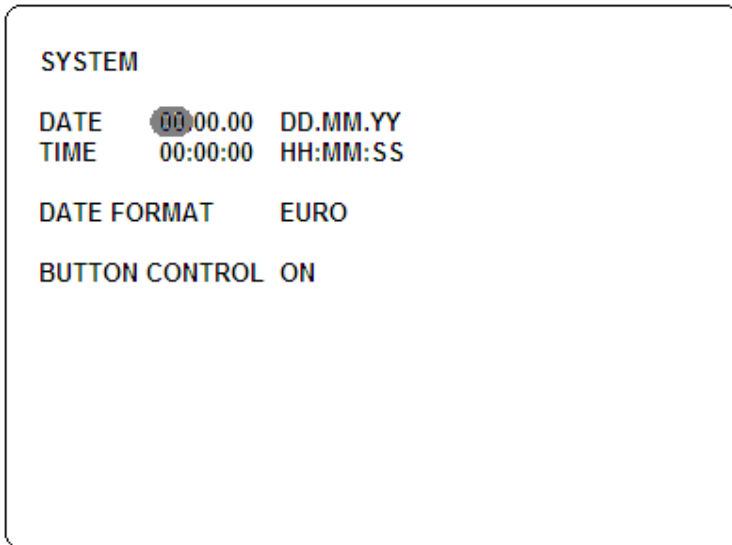 SYSTEM
DATE 00.00.00 DD.MM.YY
TIME 00:00:00 HH:MM:SS
DATE FORMAT EURO
BUTTON CONTROL ON